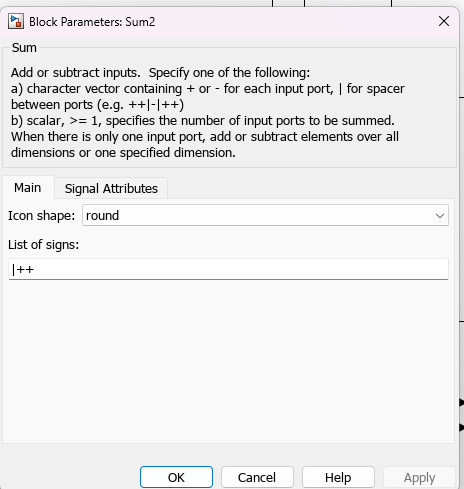 Block Parameters: Sum2
Sum
Add or subtract inputs.  Specify one of the following:
a) character vector containing + or - for each input port, | for spacer
between ports (e.g. ++|-|++)
b) scalar, >= 1, specifies the number of input ports to be summed.
When there is only one input port, add or subtract elements over all
dimensions or one specified dimension.
Main Signal Attributes
Icon shape: round
List of signs:
|++
OK Cancel Help Apply